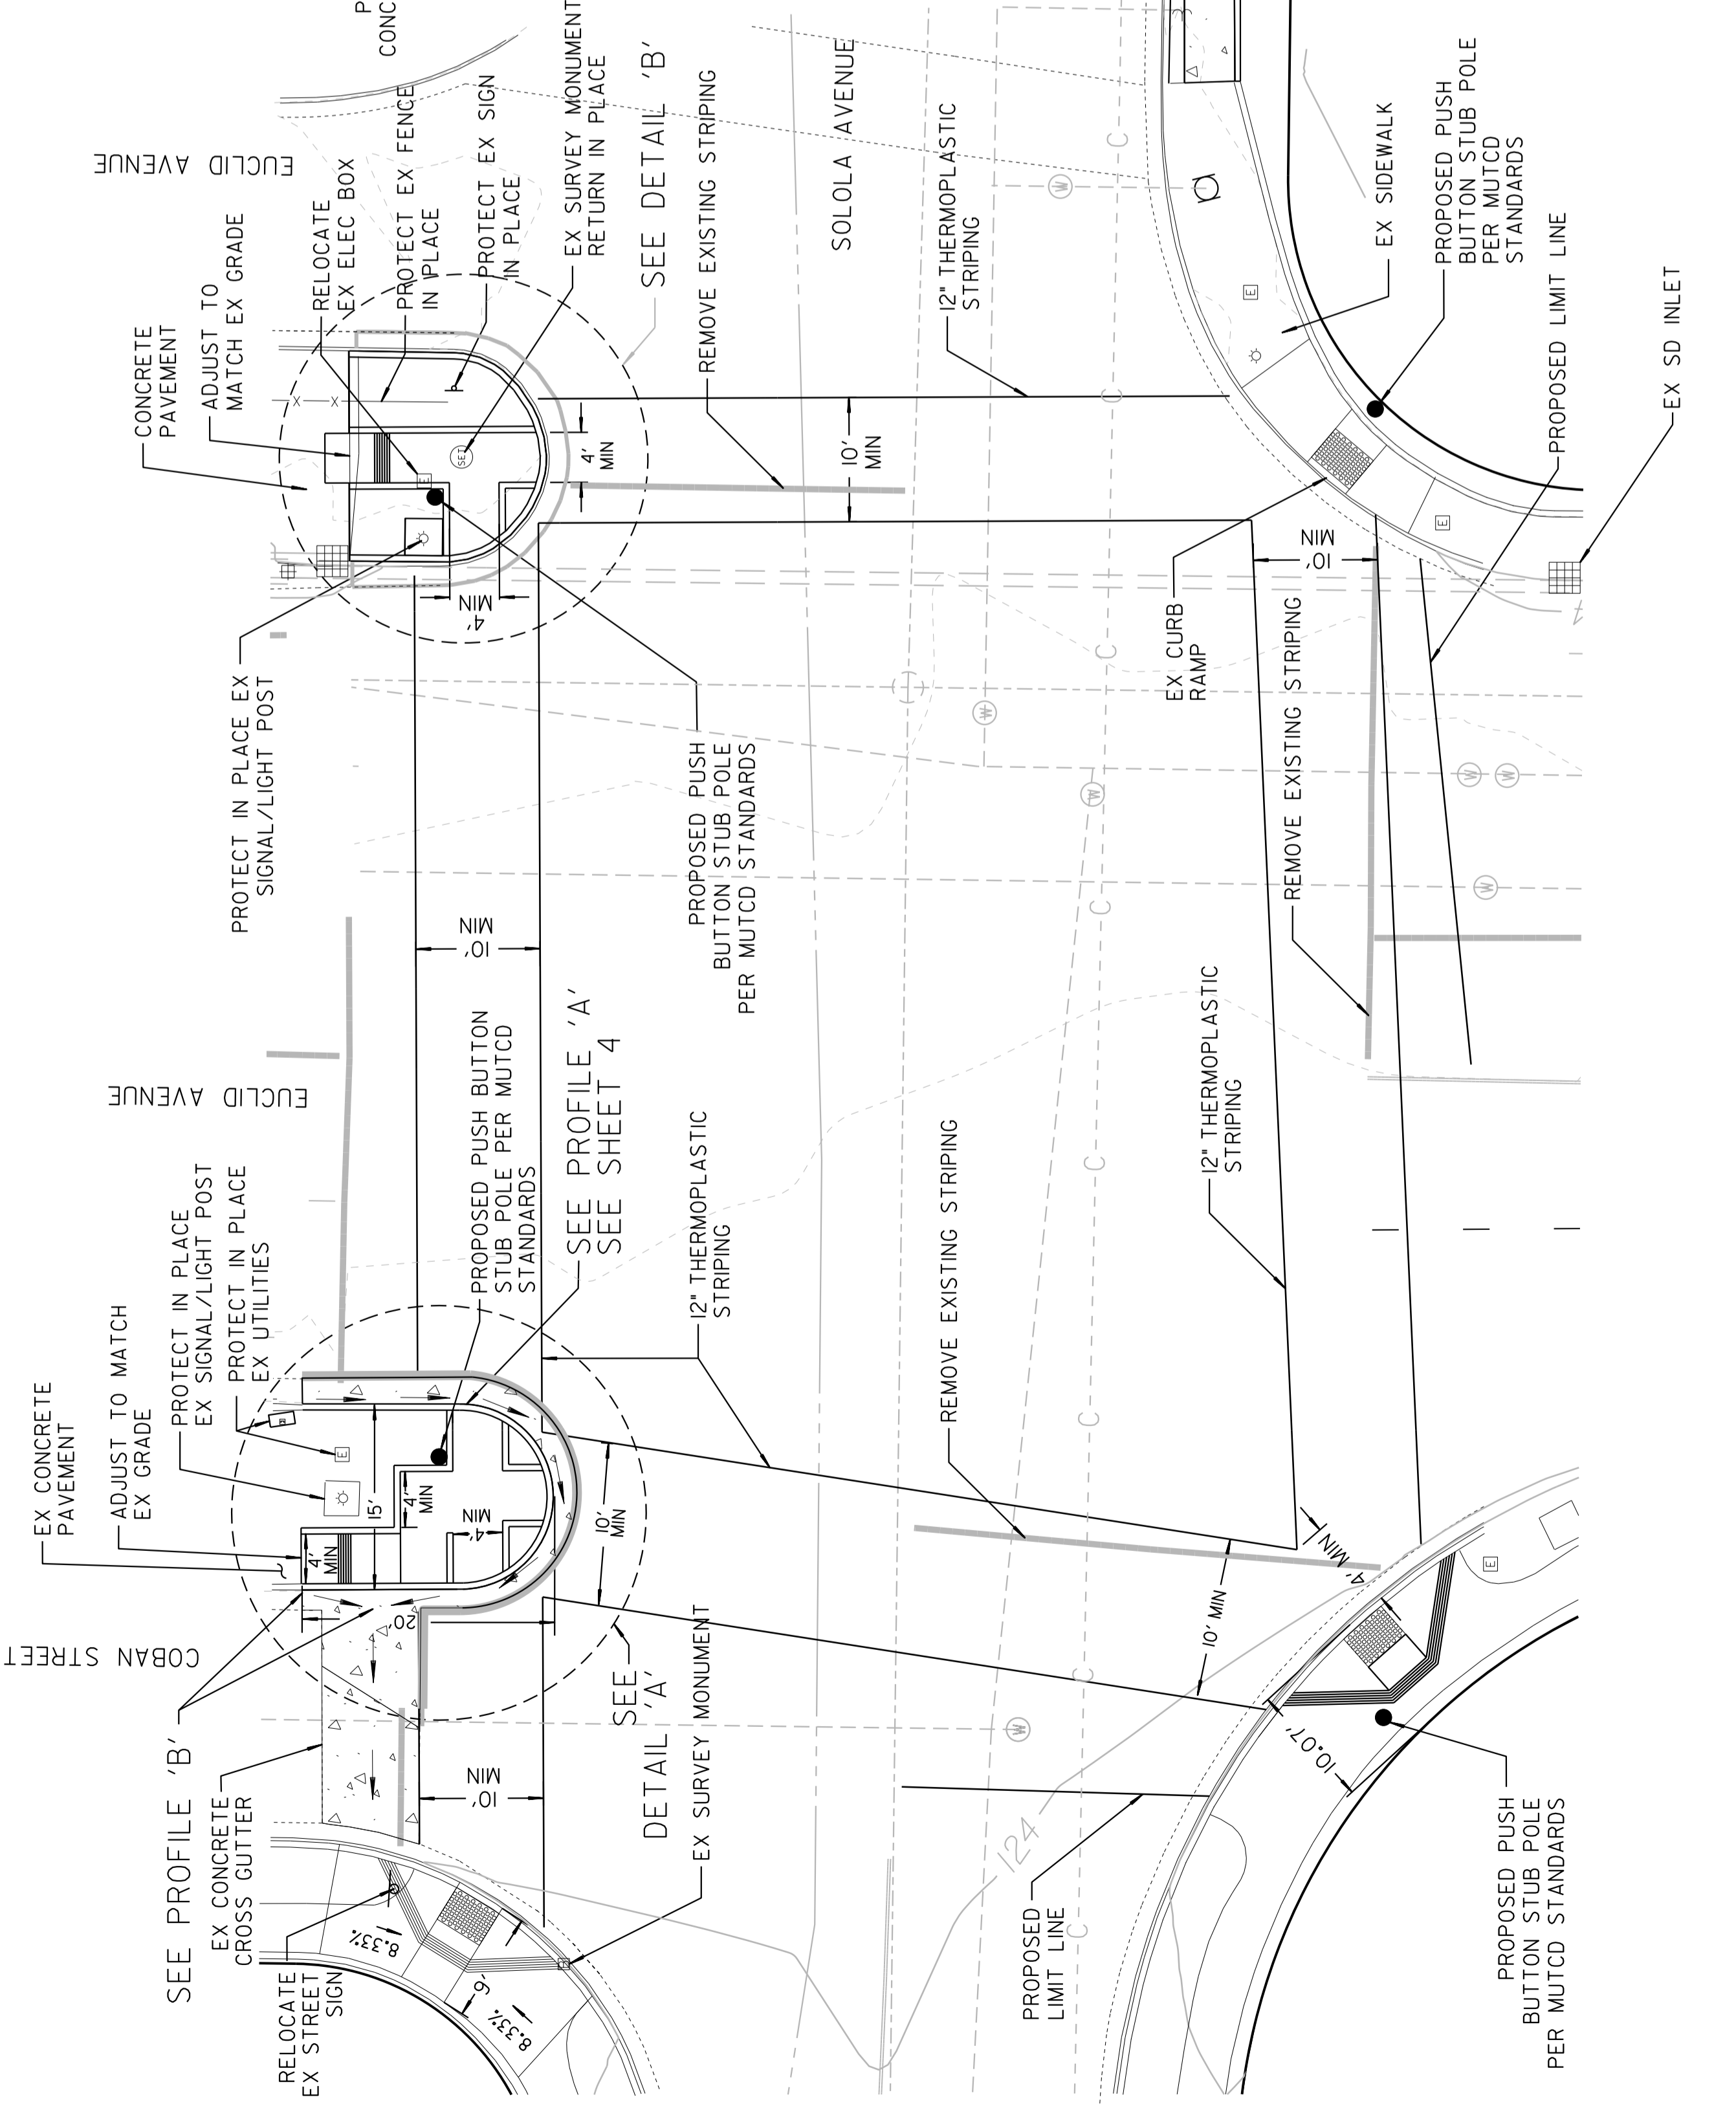 P
CONC
EUCLID
AVENUE
CONCRETE
PAVEMENT
ADJUST TO
MATCH EX GRADE
RELOCATE
EX ELEC BOX
PROTECT EX FENCE
IN PLACE
PROTECT EX SIGN
IN PLACE
EX SURVEY MONUMENT
RETURN IN PLACE
SEE DETAIL 'B'
REMOVE EXISTING STRIPING
SOLOLA AVENUE
12" THERMOPLASTIC
STRIPING
EX SIDEWALK
PROPOSED PUSH
BUTTON STUB POLE
PER MUTCD
STANDARDS
PROPOSED LIMIT LINE
EX SD INLET
X
X
SET
E
4'
MIN
4'
MIN
10'
MIN
10'
MIN
E
E
C
C
C
W
W
W
W
W
W
PROTECT IN PLACE EX
SIGNAL/LIGHT POST
10'
MIN
PROPOSED PUSH
BUTTON STUB POLE
PER MUTCD STANDARDS
EX CURB
RAMP
REMOVE EXISTING STRIPING
EUCLID
AVENUE
EX CONCRETE
PAVEMENT
ADJUST TO MATCH
EX GRADE
PROTECT IN PLACE
EX SIGNAL/LIGHT POST
PROTECT IN PLACE
EX UTILITIES
PROPOSED PUSH BUTTON
STUB POLE PER MUTCD
STANDARDS
SEE PROFILE 'A'
SEE SHEET 4
12" THERMOPLASTIC
STRIPING
REMOVE EXISTING STRIPING
12" THERMOPLASTIC
STRIPING
C
C
C
C
C
E
15'
4'
MIN
4'
MIN
4'
MIN
20'
10'
MIN
10' MIN
4' MIN
E
COBAN STREET
SEE PROFILE 'B'
EX CONCRETE
CROSS GUTTER
10'
MIN
SEE
DETAIL 'A'
EX SURVEY MONUMENT
W
124
RELOCATE
EX STREET
SIGN
8.33%
6'
8.33%
PROPOSED
LIMIT LINE
10.07'
PROPOSED PUSH
BUTTON STUB POLE
PER MUTCD STANDARDS